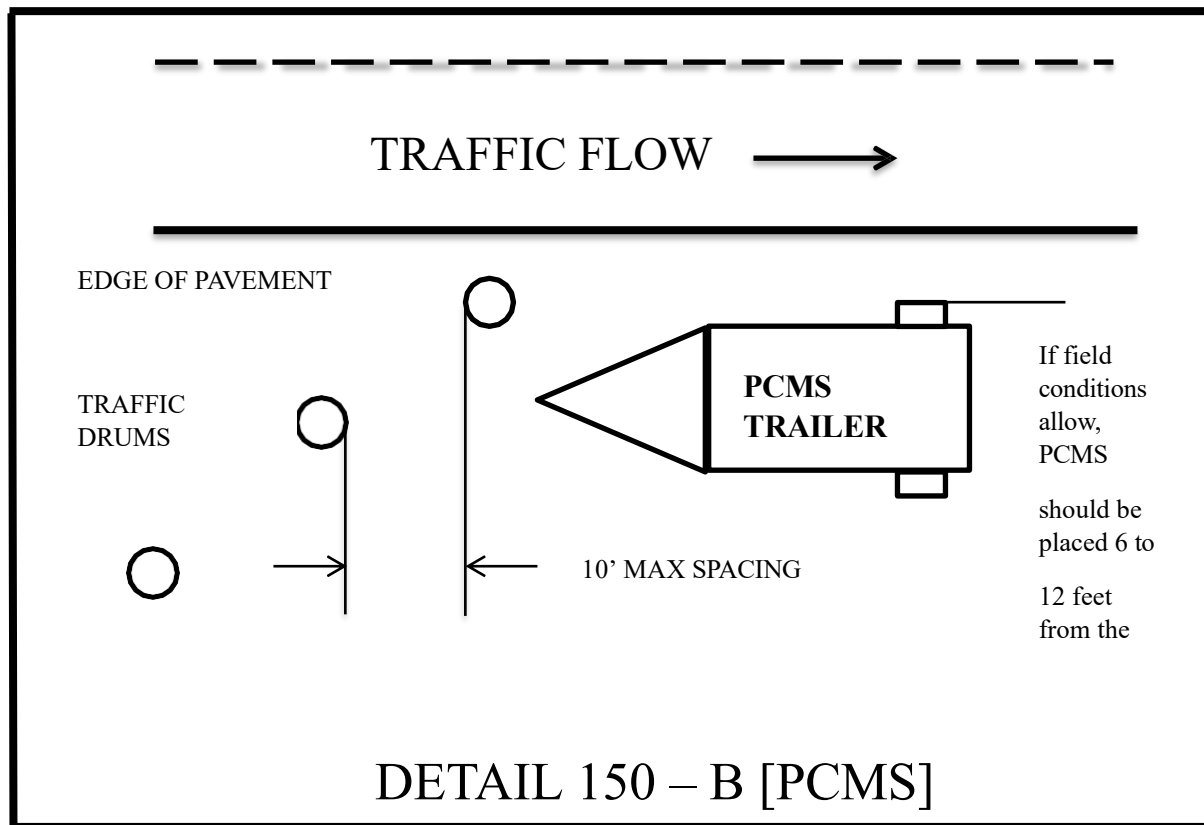 TRAFFIC FLOW
EDGE OF PAVEMENT
TRAFFIC
DRUMS
PCMS
TRAILER
If field
conditions
allow,
PCMS
should be
placed 6 to
12 feet
from the
10’ MAX SPACING
DETAIL 150 – B [PCMS]